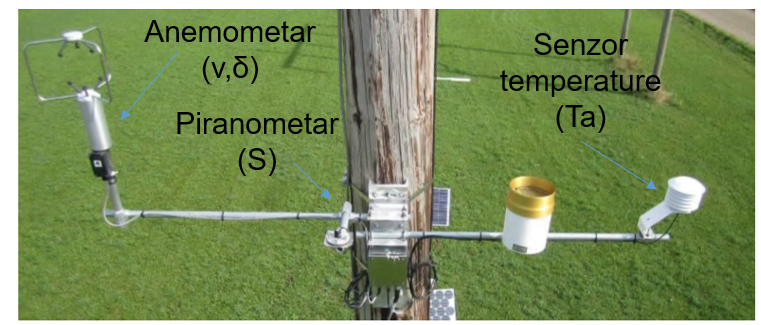 Anemometar
(v,δ)
Piranometar
(S)
Senzor
temperature
(Ta)